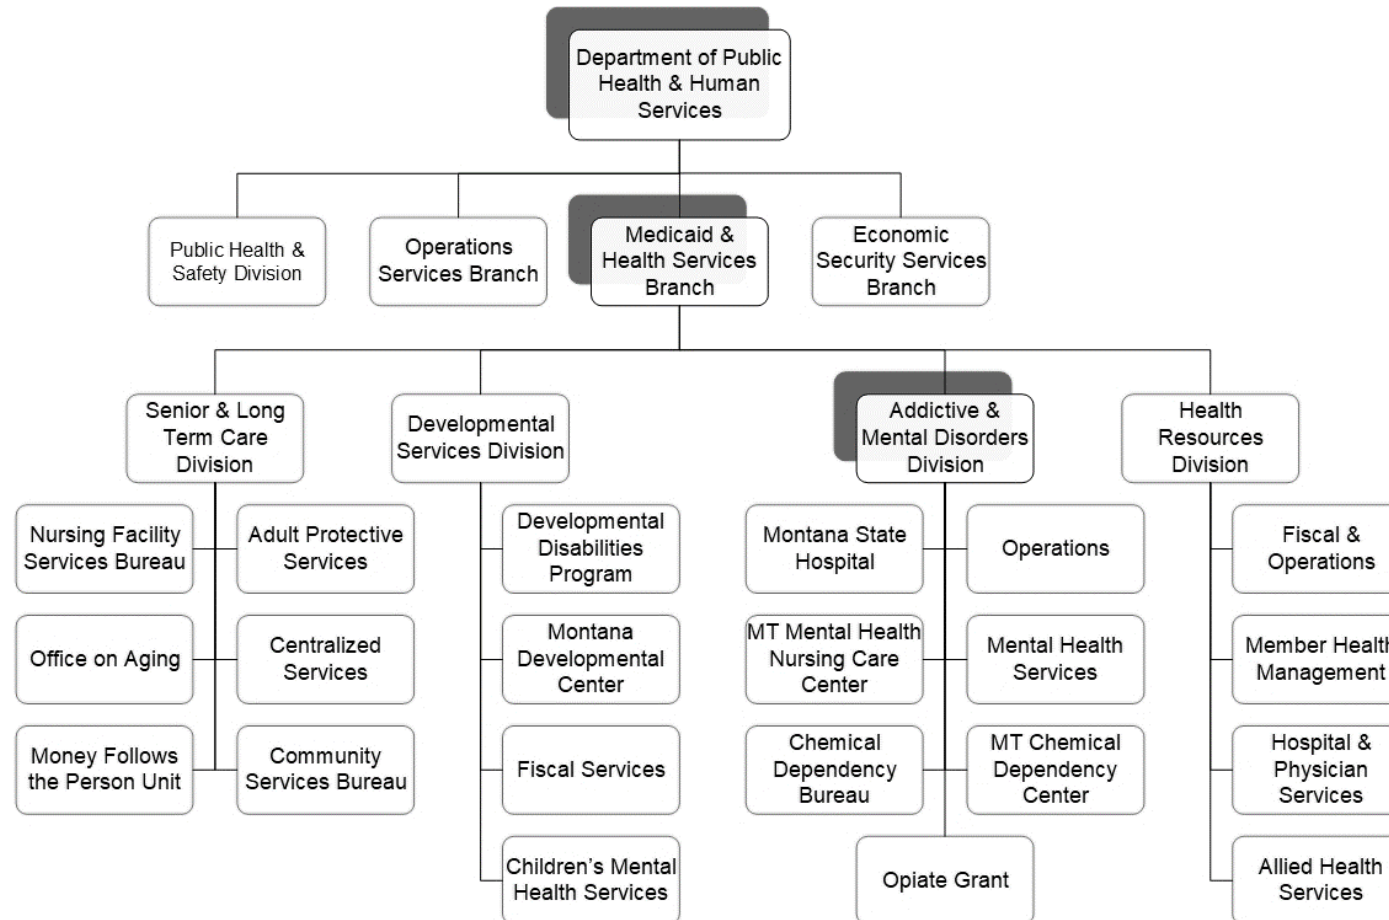 Department of Public
Health & Human
Services
Public Health &
Safety Division
Operations
Services Branch
Medicaid &
Health Services
Branch
Economic
Security Services
Branch
Senior & Long
Term Care
Division
Developmental
Services Division
Addictive &
Mental Disorders
Division
Health
Resources
Division
Nursing Facility
Services Bureau
Adult Protective
Services
Developmental
Disabilities
Program
Montana State
Hospital
Operations
Fiscal &
Operations
Office on Aging
Centralized
Services
Montana
Developmental
Center
MT Mental Health
Nursing Care
Center
Mental Health
Services
Member Health
Management
Money Follows
the Person Unit
Community
Services Bureau
Fiscal Services
Chemical
Dependency
Bureau
MT Chemical
Dependency
Center
Hospital &
Physician
Services
Children’s Mental
Health Services
Opiate Grant
Allied Health
Services